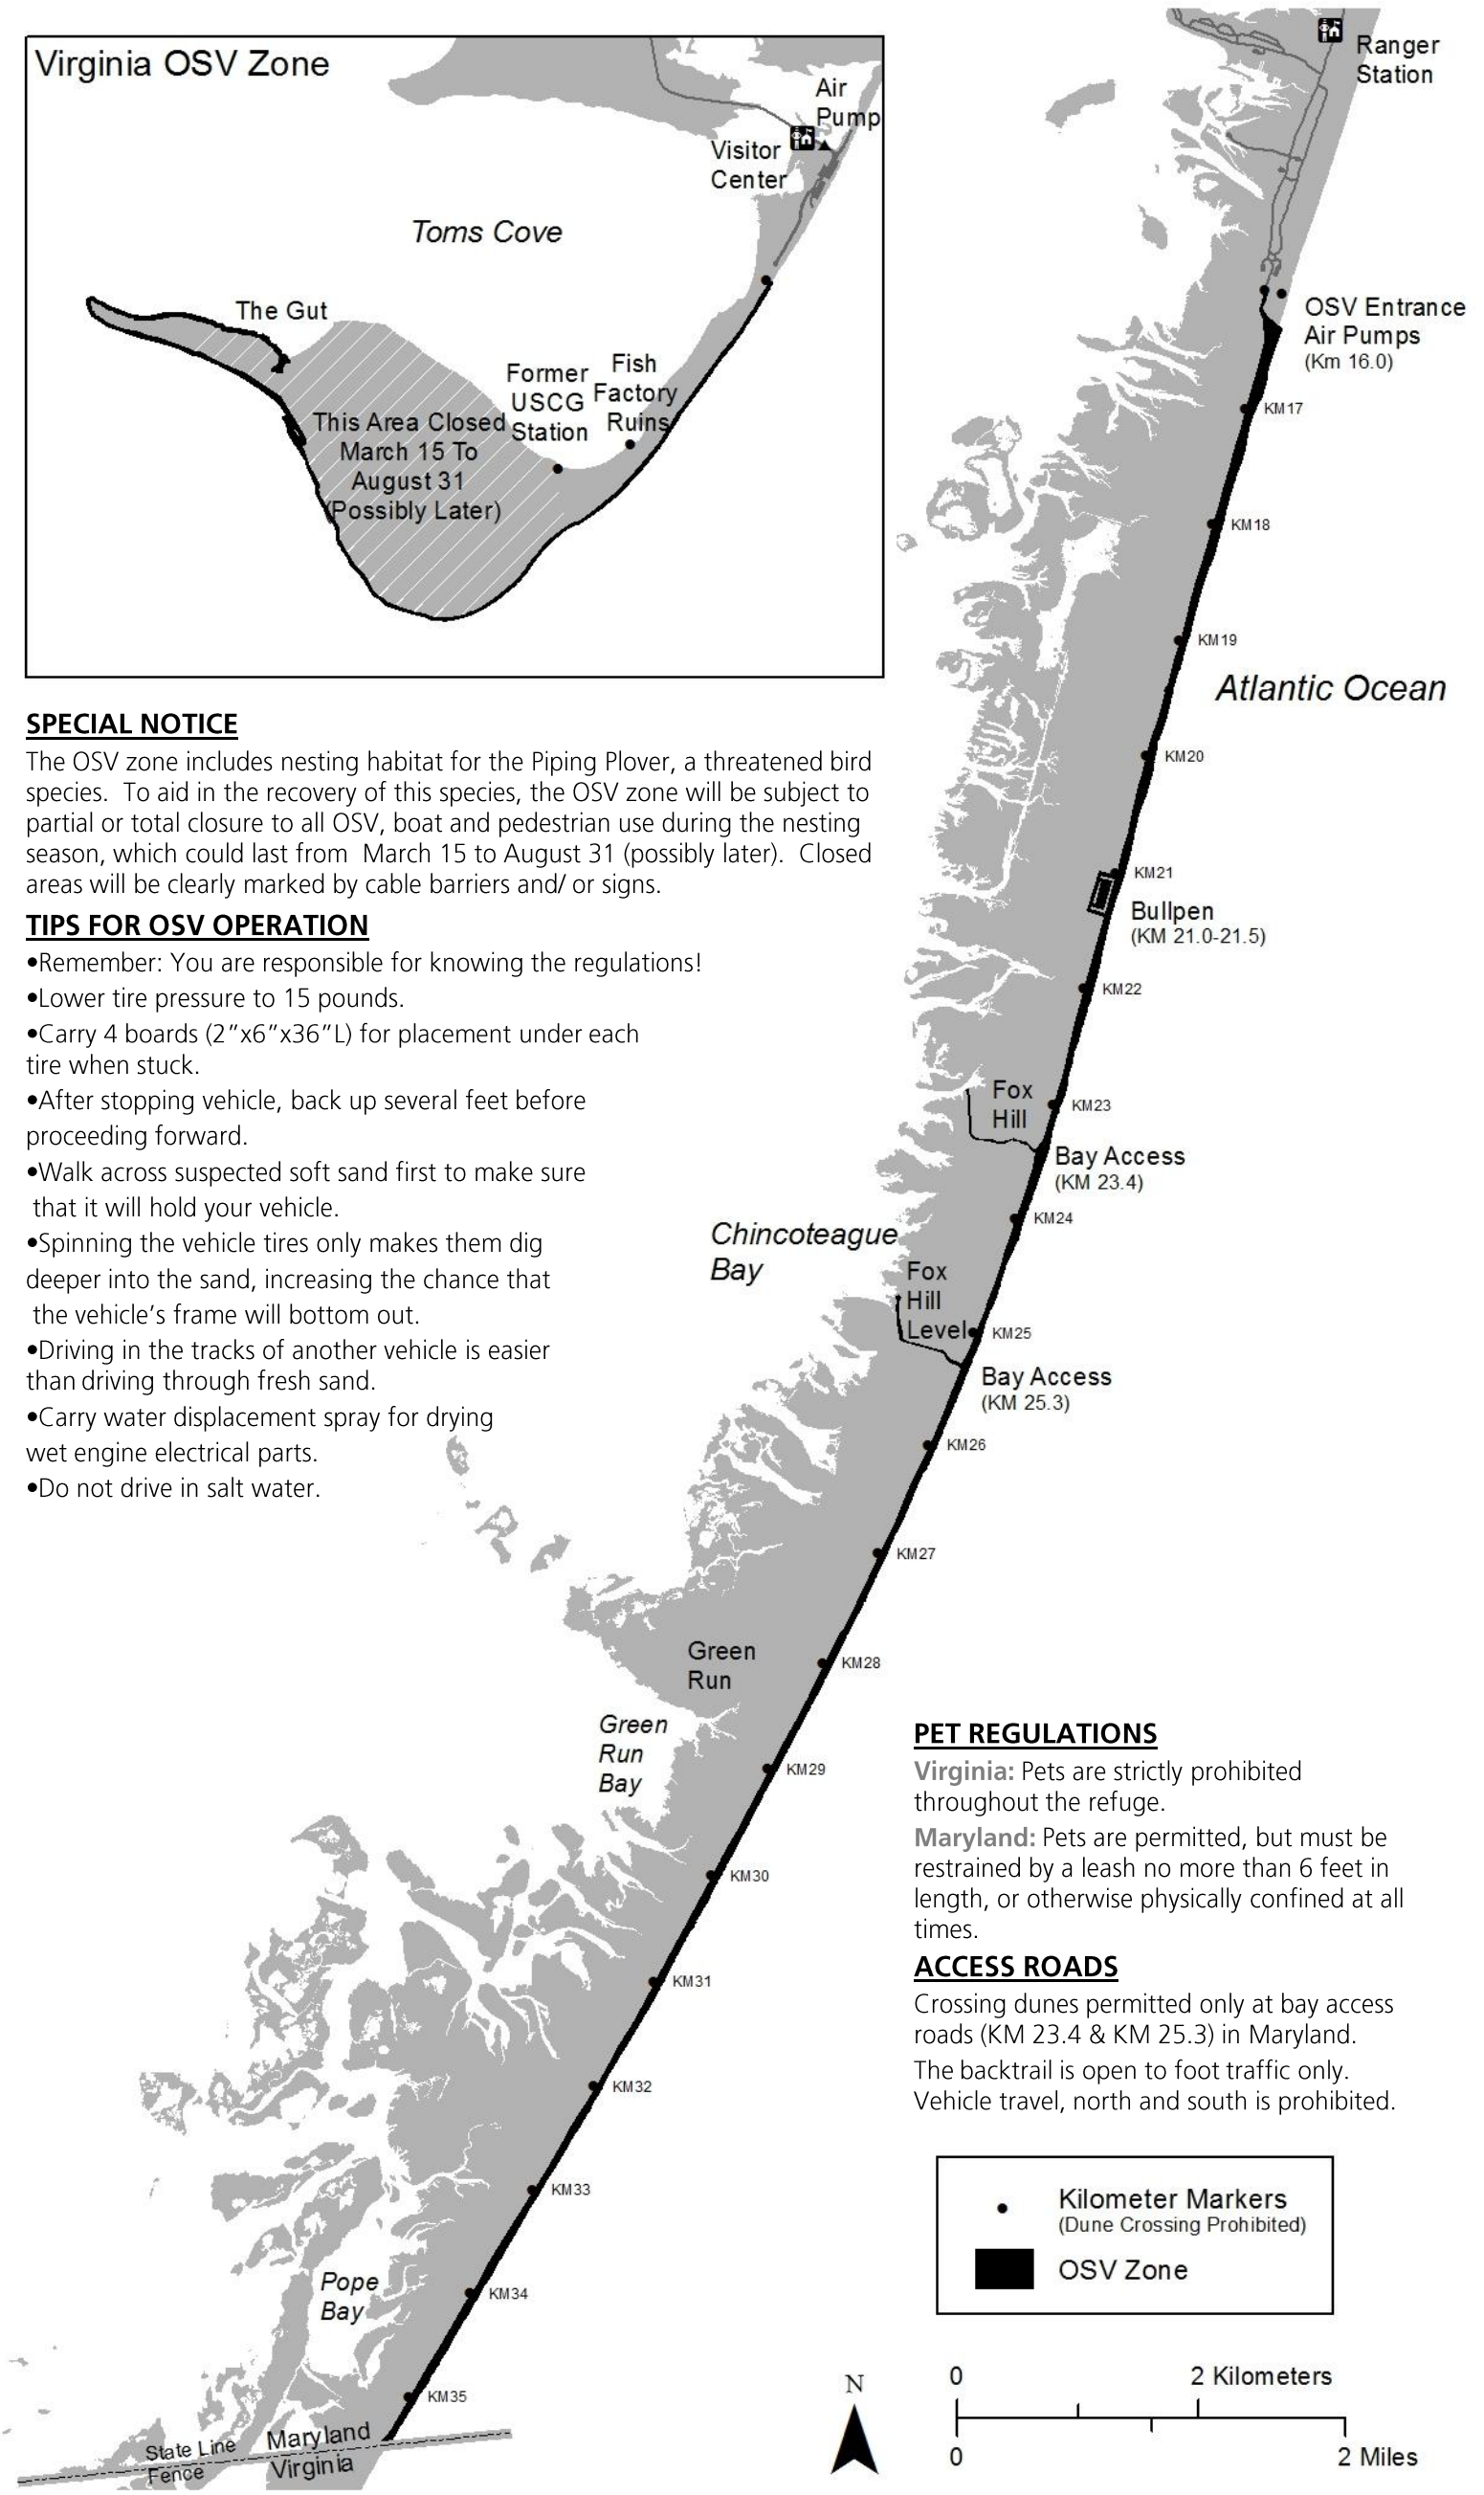 Virginia OSV Zone
Air
Pump
Visitor
Center
Toms Cove
The Gut
Former
USCG
Station
Fish
Factory
Ruins
This Area Closed
March 15 To
August 31
(Possibly Later)
Ranger
Station
OSV Entrance
Air Pumps
(Km 16.0)
KM17
KM18
KM19
Atlantic Ocean
KM20
KM21
Bullpen
(KM 21.0-21.5)
KM22
Fox
Hill
KM23
Bay Access
(KM 23.4)
KM24
Chincoteague
Bay
Fox
Hill
Level
KM25
Bay Access
(KM 25.3)
KM26
KM27
Green
Run
KM28
Green
Run
Bay
KM29
KM30
KM31
KM32
KM33
Pope
Bay
KM34
KM35
State Line
Fence
Maryland
Virginia
SPECIAL NOTICE
The OSV zone includes nesting habitat for the Piping Plover, a threatened bird
species. To aid in the recovery of this species, the OSV zone will be subject to
partial or total closure to all OSV, boat and pedestrian use during the nesting
season, which could last from March 15 to August 31 (possibly later). Closed
areas will be clearly marked by cable barriers and/ or signs.
TIPS FOR OSV OPERATION
•Remember: You are responsible for knowing the regulations!
•Lower tire pressure to 15 pounds.
•Carry 4 boards (2”x6”x36”L) for placement under each
tire when stuck.
•After stopping vehicle, back up several feet before
proceeding forward.
•Walk across suspected soft sand first to make sure
that it will hold your vehicle.
•Spinning the vehicle tires only makes them dig
deeper into the sand, increasing the chance that
the vehicle’s frame will bottom out.
•Driving in the tracks of another vehicle is easier
than driving through fresh sand.
•Carry water displacement spray for drying
wet engine electrical parts.
•Do not drive in salt water.
PET REGULATIONS
Virginia: Pets are strictly prohibited
throughout the refuge.
Maryland: Pets are permitted, but must be
restrained by a leash no more than 6 feet in
length, or otherwise physically confined at all
times.
ACCESS ROADS
Crossing dunes permitted only at bay access
roads (KM 23.4 & KM 25.3) in Maryland.
The backtrail is open to foot traffic only.
Vehicle travel, north and south is prohibited.
Kilometer Markers
(Dune Crossing Prohibited)
OSV Zone
N
0
2 Kilometers
0
2 Miles